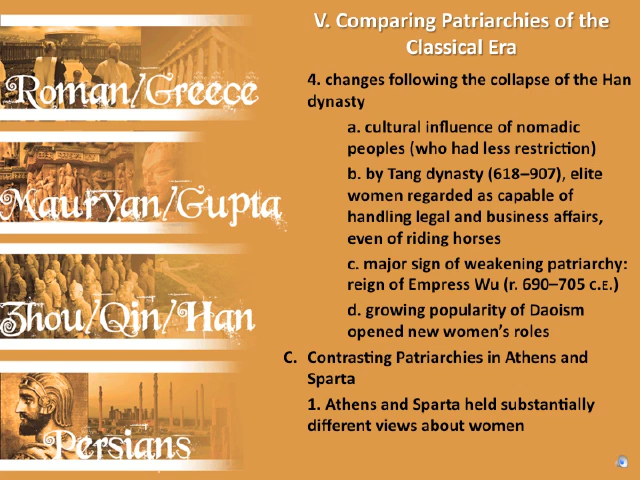 V. Comparing Patriarchies of the
Classical Era
Roman/Greece
Mauryan/Gupta
Zhou/Qin/Han
Persians
4. changes following the collapse of the Han
dynasty
a. cultural influence of nomadic
peoples (who had less restriction)
b. by Tang dynasty (618–907), elite
women regarded as capable of
handling legal and business affairs,
even of riding horses
c. major sign of weakening patriarchy:
reign of Empress Wu (r. 690–705 C.E.)
d. growing popularity of Daoism
opened new women's roles
C. Contrasting Patriarchies in Athens and
Sparta
1. Athens and Sparta held substantially
different views about women